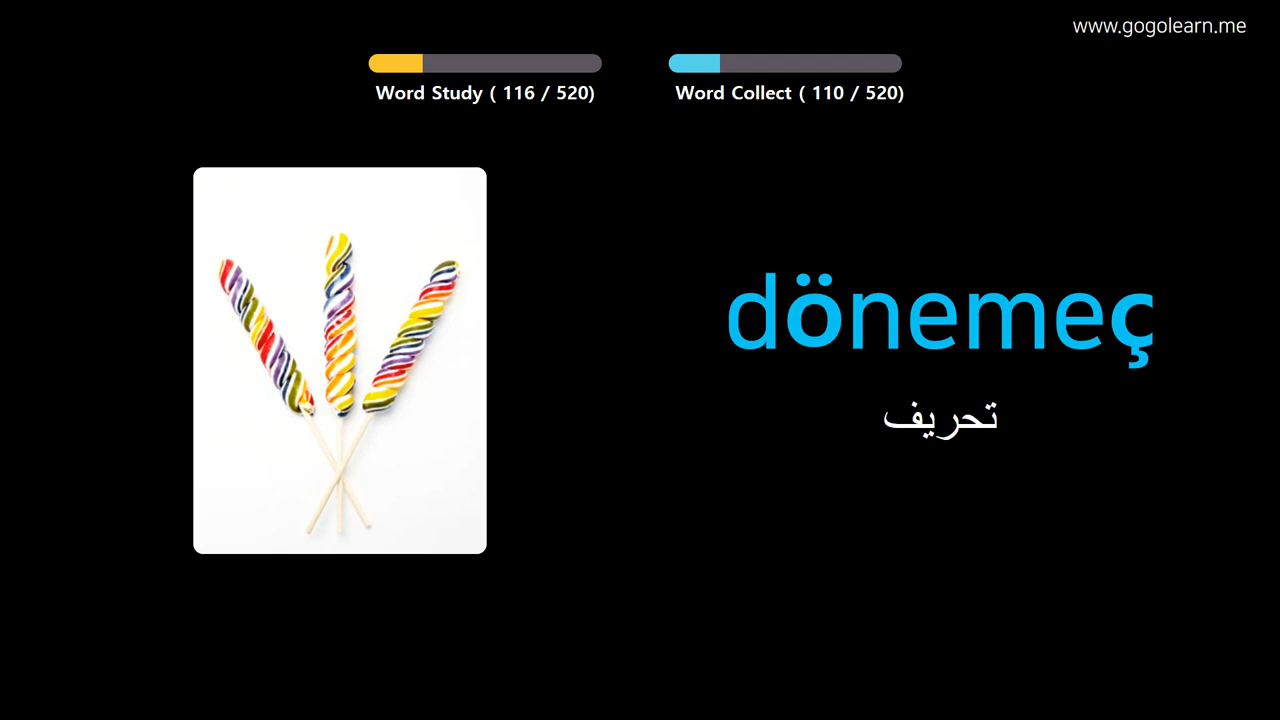 www.gogolearn.me
Word Study ( 116 / 520)
Word Collect ( 110 / 520)
dönemeç
تحريف